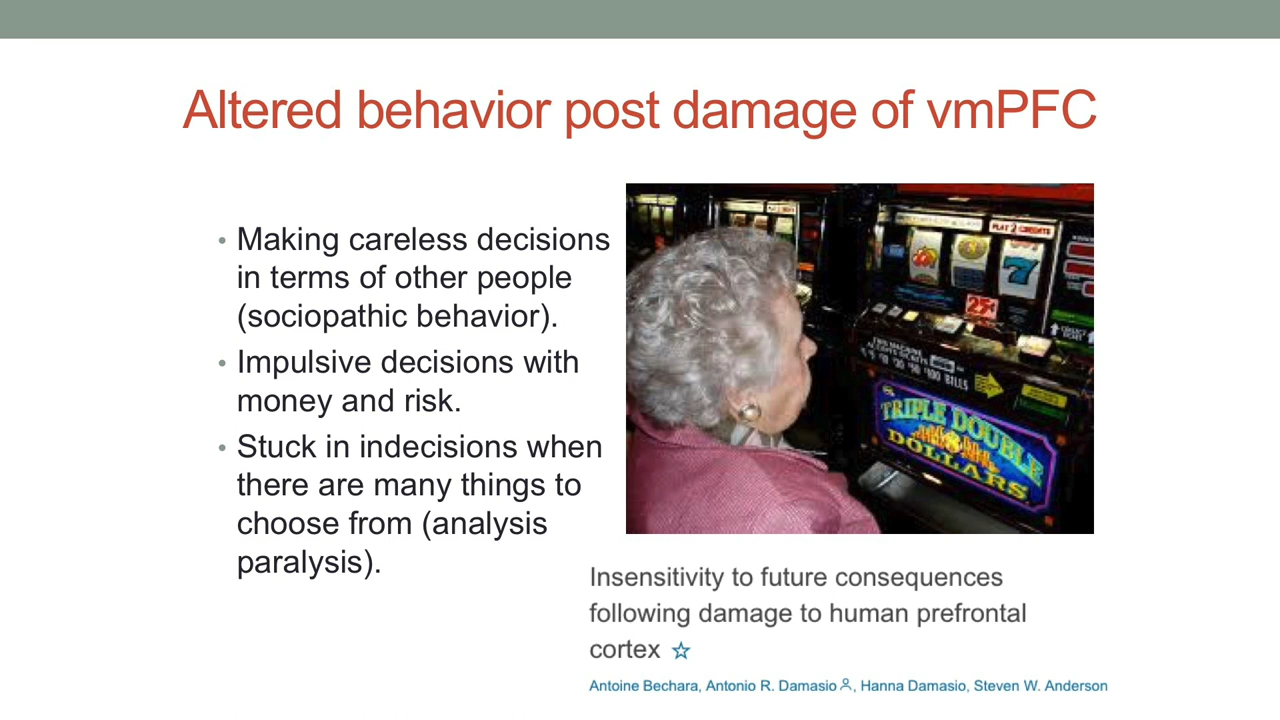 Altered behavior post damage of vmPFC
Making careless decisions
in terms of other people
(sociopathic behavior).
Impulsive decisions with
money and risk.
Stuck in indecisions when
there are many things to
choose from (analysis
paralysis).
PLAY 2 CREDITS
7
25¢
TRIPLE DOUBLE
DOLLARS
Insensitivity to future consequences
following damage to human prefrontal
cortex
Antoine Bechara, Antonio R. Damasio, Hanna Damasio, Steven W. Anderson